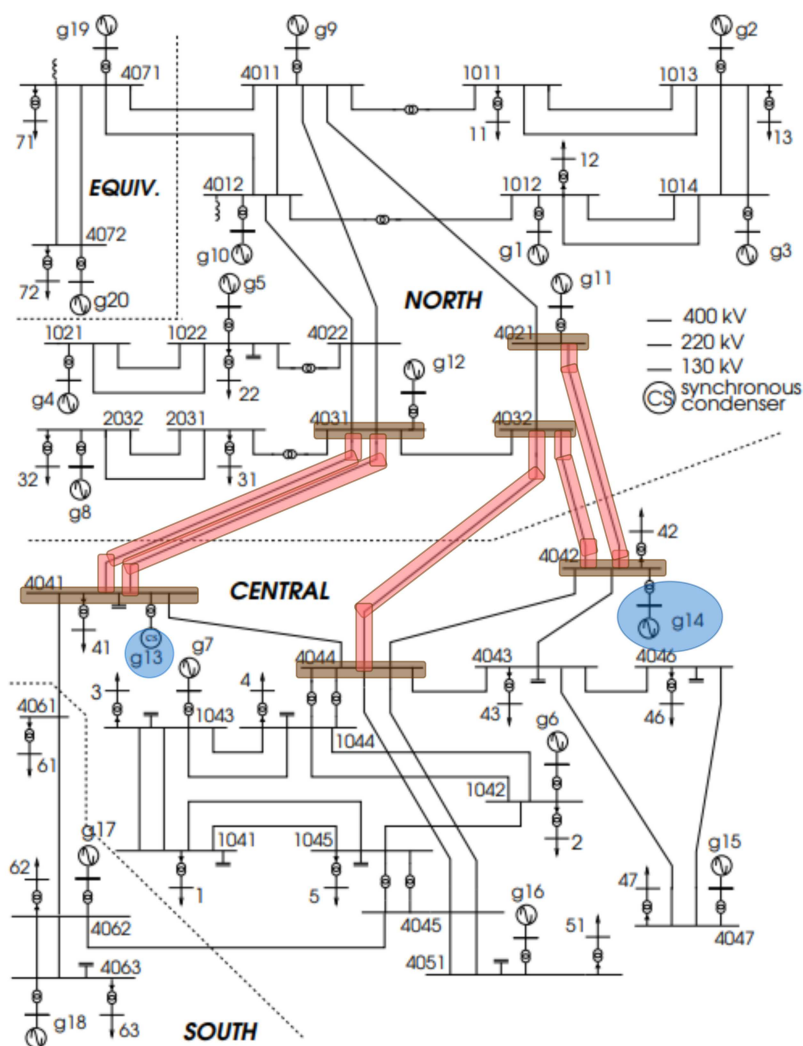 g19
g9
g2
4071
4011
1011
1013
71
11
13
EQUIV.
12
4012
1012
1014
4072
g10
g1
g3
72
g20
g5
NORTH
g11
1021
1022
4022
4021
400 kV
220 kV
130 kV
CS synchronous
condenser
g4
22
g12
2032
2031
4031
4032
32
31
g8
42
4042
4041
CENTRAL
41
CS
g13
g7
g14
4044
4043
4046
3
4
43
46
4061
1043
1044
g6
61
1042
g17
1041
1045
2
62
1
5
g16
47
g15
4062
4045
51
4047
4063
4051
g18
63
SOUTH